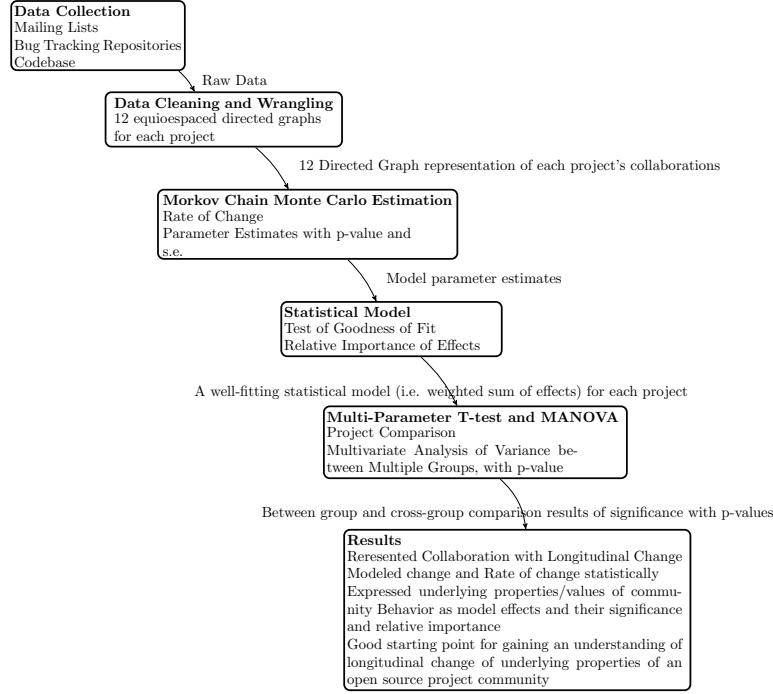 Data Collection
Mailing Lists
Bug Tracking Repositories
Codebase
Raw Data
Data Cleaning and Wrangling
12 equioespaced directed graphs
for each project
12 Directed Graph representation of each project's collaborations
Morkov Chain Monte Carlo Estimation
Rate of Change
Parameter Estimates with p-value and
s.e.
Model parameter estimates
Statistical Model
Test of Goodness of Fit
Relative Importance of Effects
A well-fitting statistical model (i.e. weighted sum of effects) for each project
Multi-Parameter T-test and MANOVA
Project Comparison
Multivariate Analysis of Variance be-
tween Multiple Groups, with p-value
Between group and cross-group comparison results of significance with p-values
Results
Reresented Collaboration with Longitudinal Change
Modeled change and Rate of change statistically
Expressed underlying properties/values of commu-
nity Behavior as model effects and their significance
and relative importance
Good starting point for gaining an understanding of
longitudinal change of underlying properties of an
open source project community